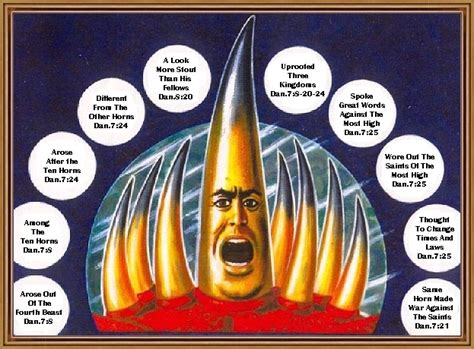 Arose Out Of The
Fourth Beast
Dan.7:8
Among
The
Ten Horns
Dan.7:8
Arose
After the
Ten Horns
Dan.7:24
Different
From The
Other Horns
Dan.7:24
A Look
More Stout
Than His
Fellows
Dan.8:20
Uprooted
Three
Kingdoms
Dan.7:8-20-24
Spoke
Great Words
Against The
Most High
Dan.7:25
Wore Out The
Saints Of The
Most High
Dan.7:25
Thought
To Change
Times And
Laws
Dan.7:25
Same
Horn Made
War Against
The Saints
Dan.7:21